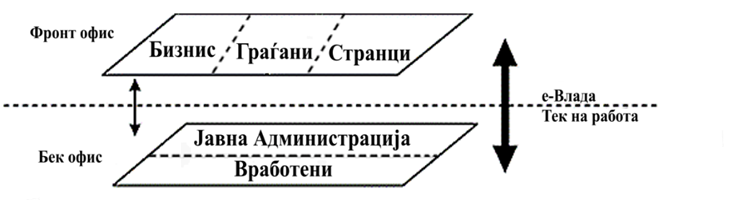 Фронт офис
Бизнис Граѓани Странци
е-Влада
Тек на работа
Јавна Администрација
Бек офис
Вработени